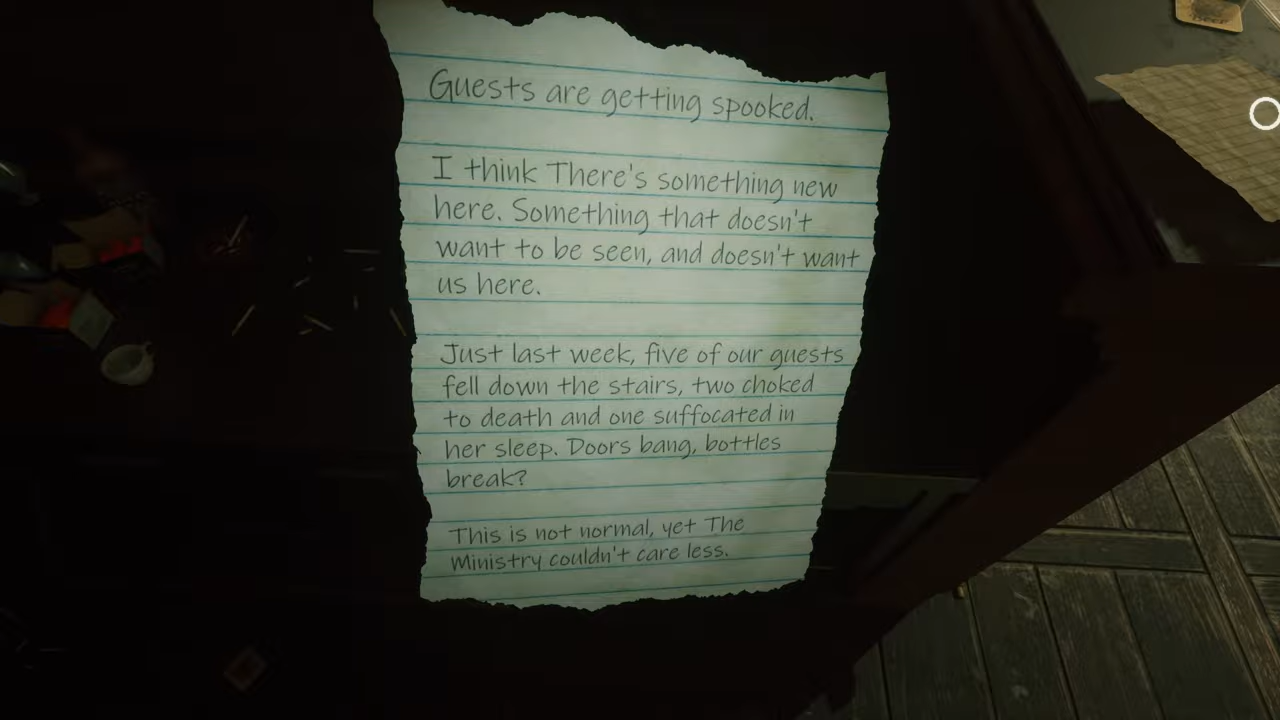 Guests are getting spooked.
I think There's something new
here. Something that doesn't
want to be seen, and doesn't want
us here.
Just last week, five of our guests
fell down the stairs, two choked
to death and one suffocated in
her sleep. Doors bang, bottles
break?
This is not normal, yet The
Ministry couldn't care less.